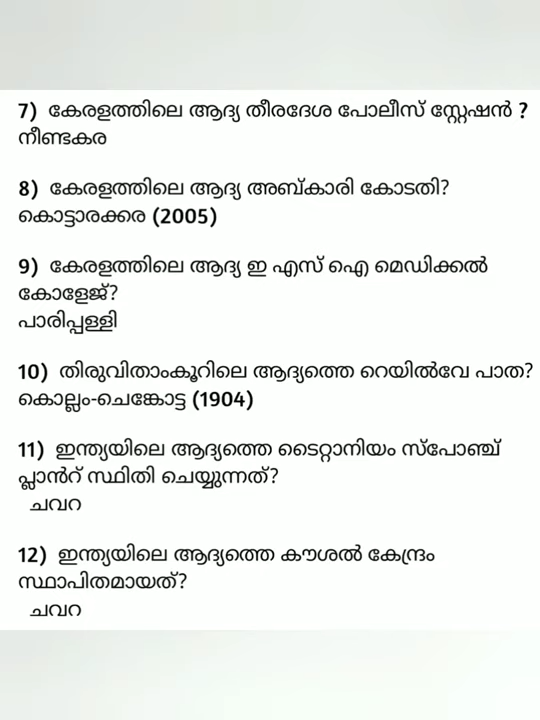 7) കേരളത്തിലെ ആദ്യ തീരദേശ പോലീസ് സ്റ്റേഷൻ ?
നീണ്ടകര
8) കേരളത്തിലെ ആദ്യ അബ്കാരി കോടതി?
കൊട്ടാരക്കര (2005)
9) കേരളത്തിലെ ആദ്യ ഇ എസ് ഐ മെഡിക്കൽ
കോളേജ്?
പാരിപ്പള്ളി
10) തിരുവിതാംകൂറിലെ ആദ്യത്തെ റെയിൽവേ പാത?
കൊല്ലം-ചെങ്കോട്ട (1904)
11) ഇന്ത്യയിലെ ആദ്യത്തെ ടൈറ്റാനിയം സ്പോഞ്ച്
പ്ലാൻറ് സ്ഥിതി ചെയ്യുന്നത്?
ചവറ
12) ഇന്ത്യയിലെ ആദ്യത്തെ കൗശൽ കേന്ദ്രം
സ്ഥാപിതമായത്?
ചവറ